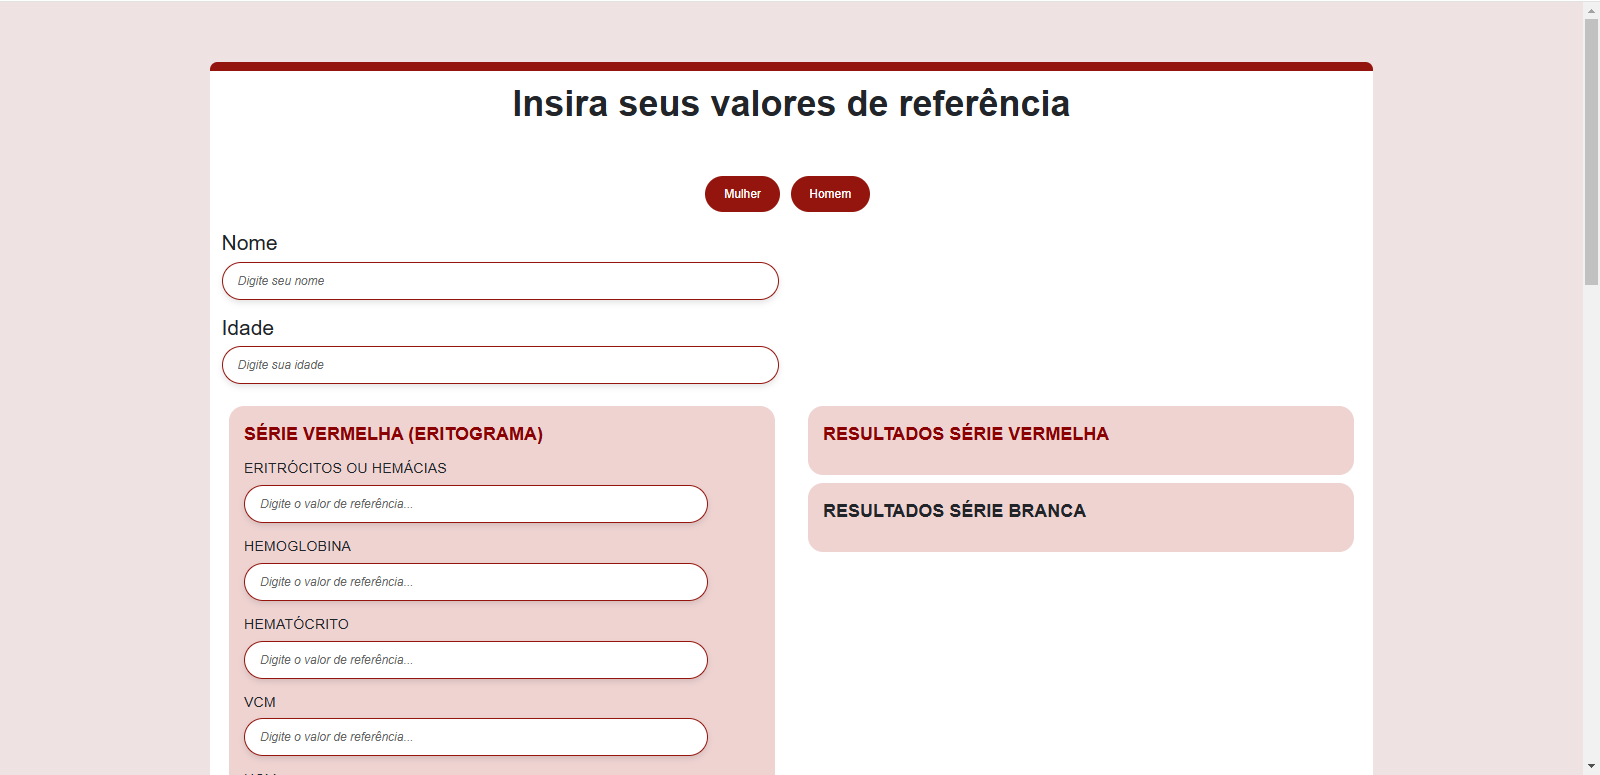 Insira seus valores de referência
Mulher Homem
Nome
Digite seu nome
Idade
Digite sua idade
SÉRIE VERMELHA (ERITOGRAMA)
ERITRÓCITOS OU HEMÁCIAS
Digite o valor de referência...
HEMOGLOBINA
Digite o valor de referência...
HEMATÓCRITO
Digite o valor de referência...
VCM
Digite o valor de referência...
RESULTADOS SÉRIE VERMELHA
RESULTADOS SÉRIE BRANCA